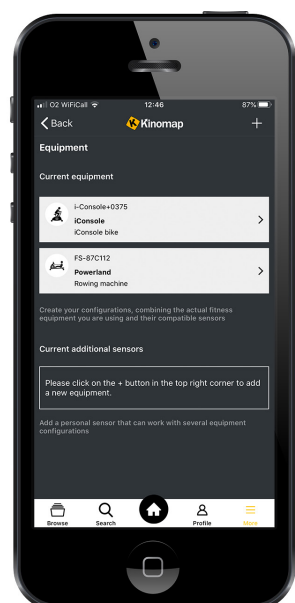 O2 WiFiCall 12:46 87%
Back Kinomap +
Equipment
Current equipment
i-Console+0375
iConsole
iConsole bike
FS-87C112
Powerland
Rowing machine
Create your configurations, combining the actual fitness
equipment you are using and their compatible sensors
Current additional sensors
Please click on the + button in the top right corner to add
a new equipment.
Add a personal sensor that can work with several equipment
configurations
Browse Search Profile More